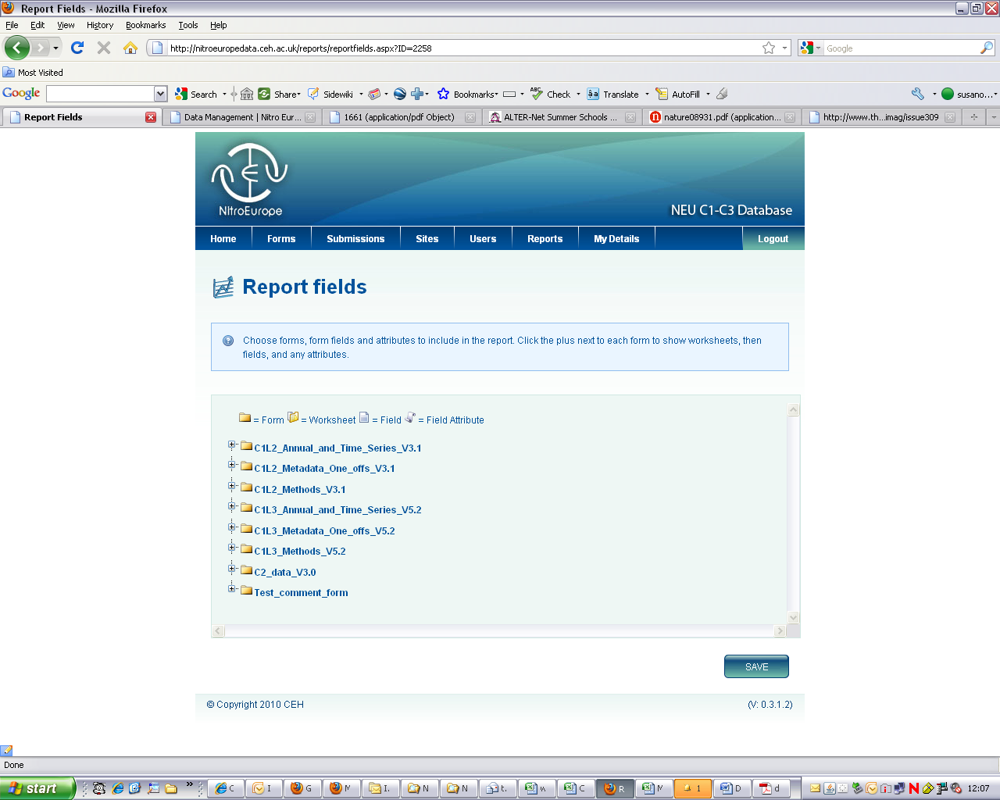 Report Fields - Mozilla Firefox
File Edit View History Bookmarks Tools Help
http://nitroeuropedata.ceh.ac.uk/reports/reportfields.aspx?ID=2258
Google
Most Visited
Google Search Share Sidewiki Bookmarks Check Translate AutoFill susano...
Report Fields
Data Management | Nitro Eur...
1661 (application/pdf Object)
ALTER-Net Summer Schools ...
nature08931.pdf (application...
http://www.th...imag/issue309
NitroEurope
NEU C1-C3 Database
Home Forms Submissions Sites Users Reports My Details Logout
Report fields
Choose forms, form fields and attributes to include in the report. Click the plus next to each form to show worksheets, then
fields, and any attributes.
= Form = Worksheet = Field = Field Attribute
C1L2_Annual_and_Time_Series_V3.1
C1L2_Metadata_One_offs_V3.1
C1L2_Methods_V3.1
C1L3_Annual_and_Time_Series_V5.2
C1L3_Metadata_One_offs_V5.2
C1L3_Methods_V5.2
C2_data_V3.0
Test_comment_form
SAVE
© Copyright 2010 CEH
(V: 0.3.1.2)
Done
start C I G M I. N N t. w C R M 1 D d 12:07